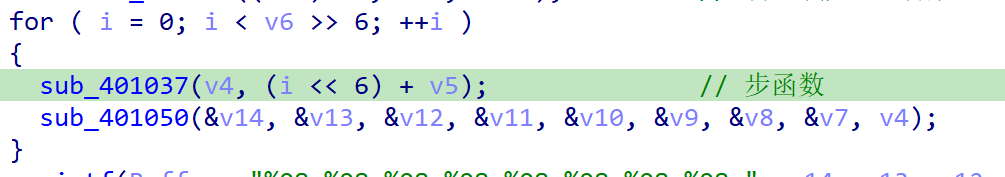 for ( i = 0; i < v6 >> 6; ++i )
{
sub_401037(v4, (i << 6) + v5); // 步函数
sub_401050(&v14, &v13, &v12, &v11, &v10, &v9, &v8, &v7, v4);
}